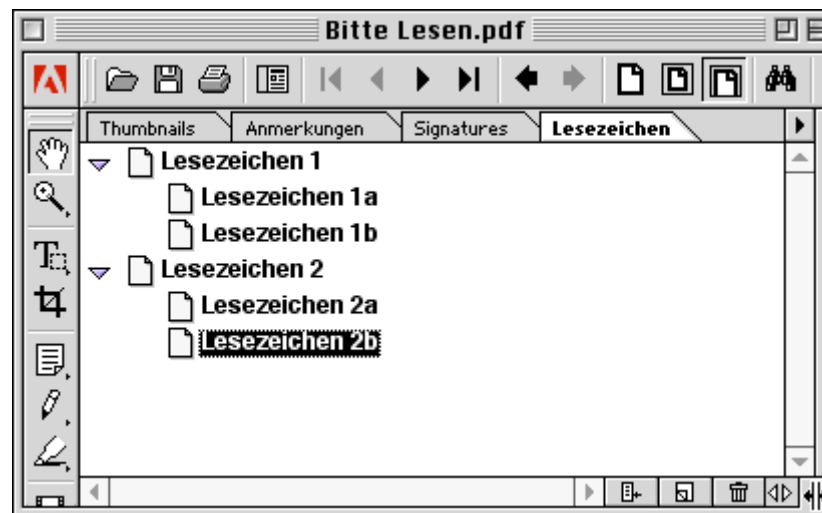 Bitte Lesen.pdf
Thumbnails Anmerkungen Signatures Lesezeichen
Lesezeichen 1
Lesezeichen 1a
Lesezeichen 1b
Lesezeichen 2
Lesezeichen 2a
Lesezeichen 2b